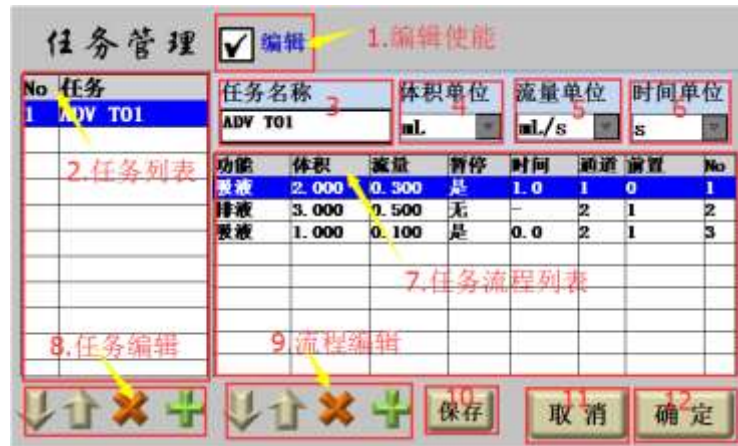 任务管理 编辑 1.编辑使能
No 任务
1 ADV T01
2.任务列表
任务名称 体积单位 流量单位 时间单位
3 4 5 6
ADV T01 mL mL/s s
功能 体积 流量 暂停 时间 通道 前置 No
吸液 2.000 0.300 是 1.0 1 0 1
排液 3.000 0.500 无 - 2 1 2
吸液 1.000 0.100 是 0.0 2 1 3
7.任务流程列表
8.任务编辑 9.流程编辑
10 11 12
保存 取消 确定